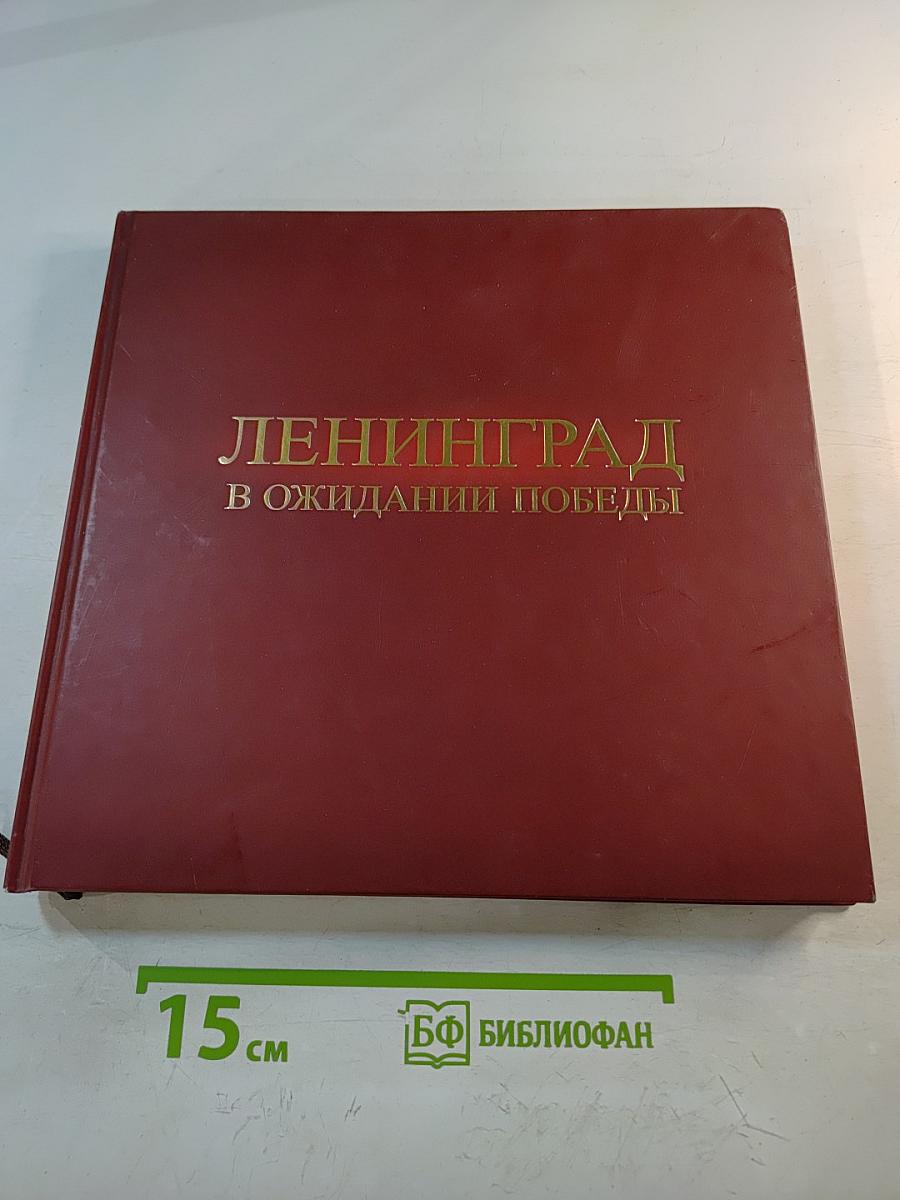 ЛЕНИНГРАД
В ОЖИДАНИИ ПОБЕДЫ
15 см
БФ БИБЛИОФАН